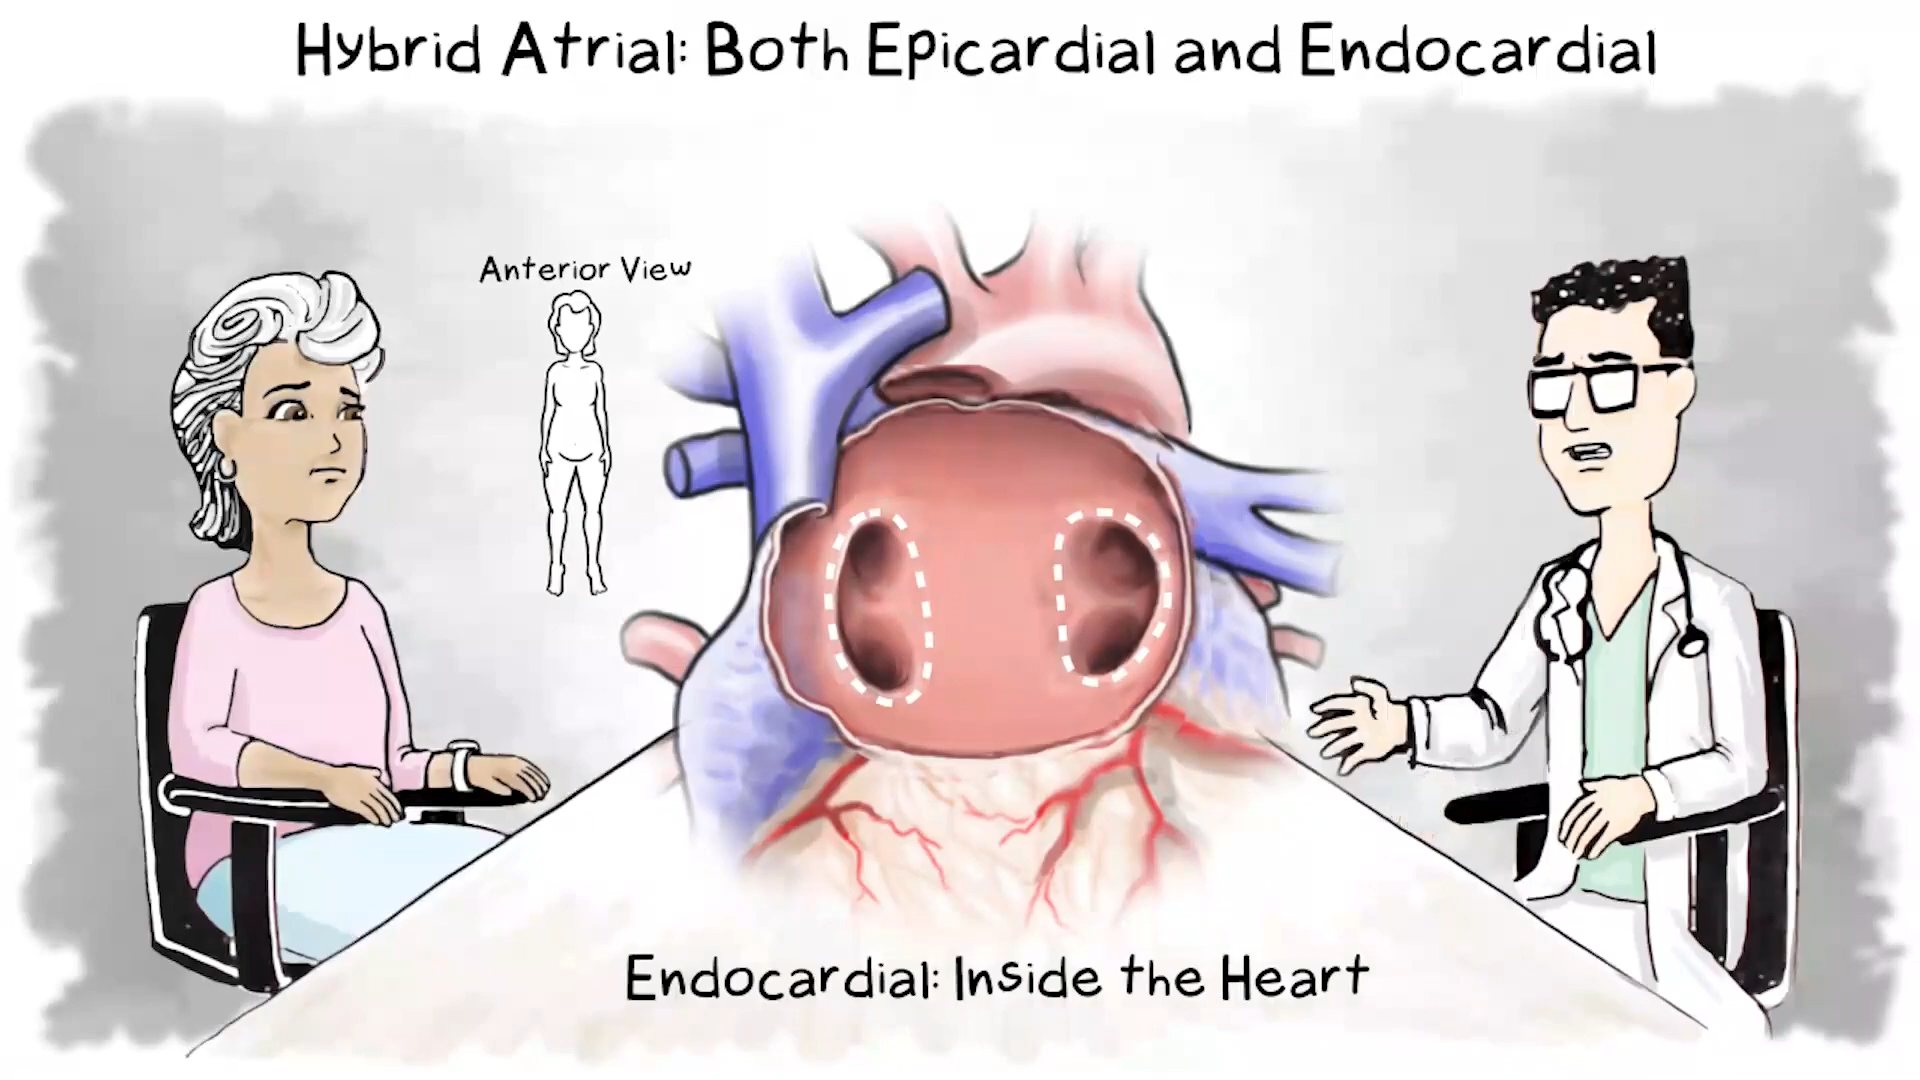 Hybrid Atrial: Both Epicardial and Endocardial
Anterior View
Endocardial: Inside the Heart